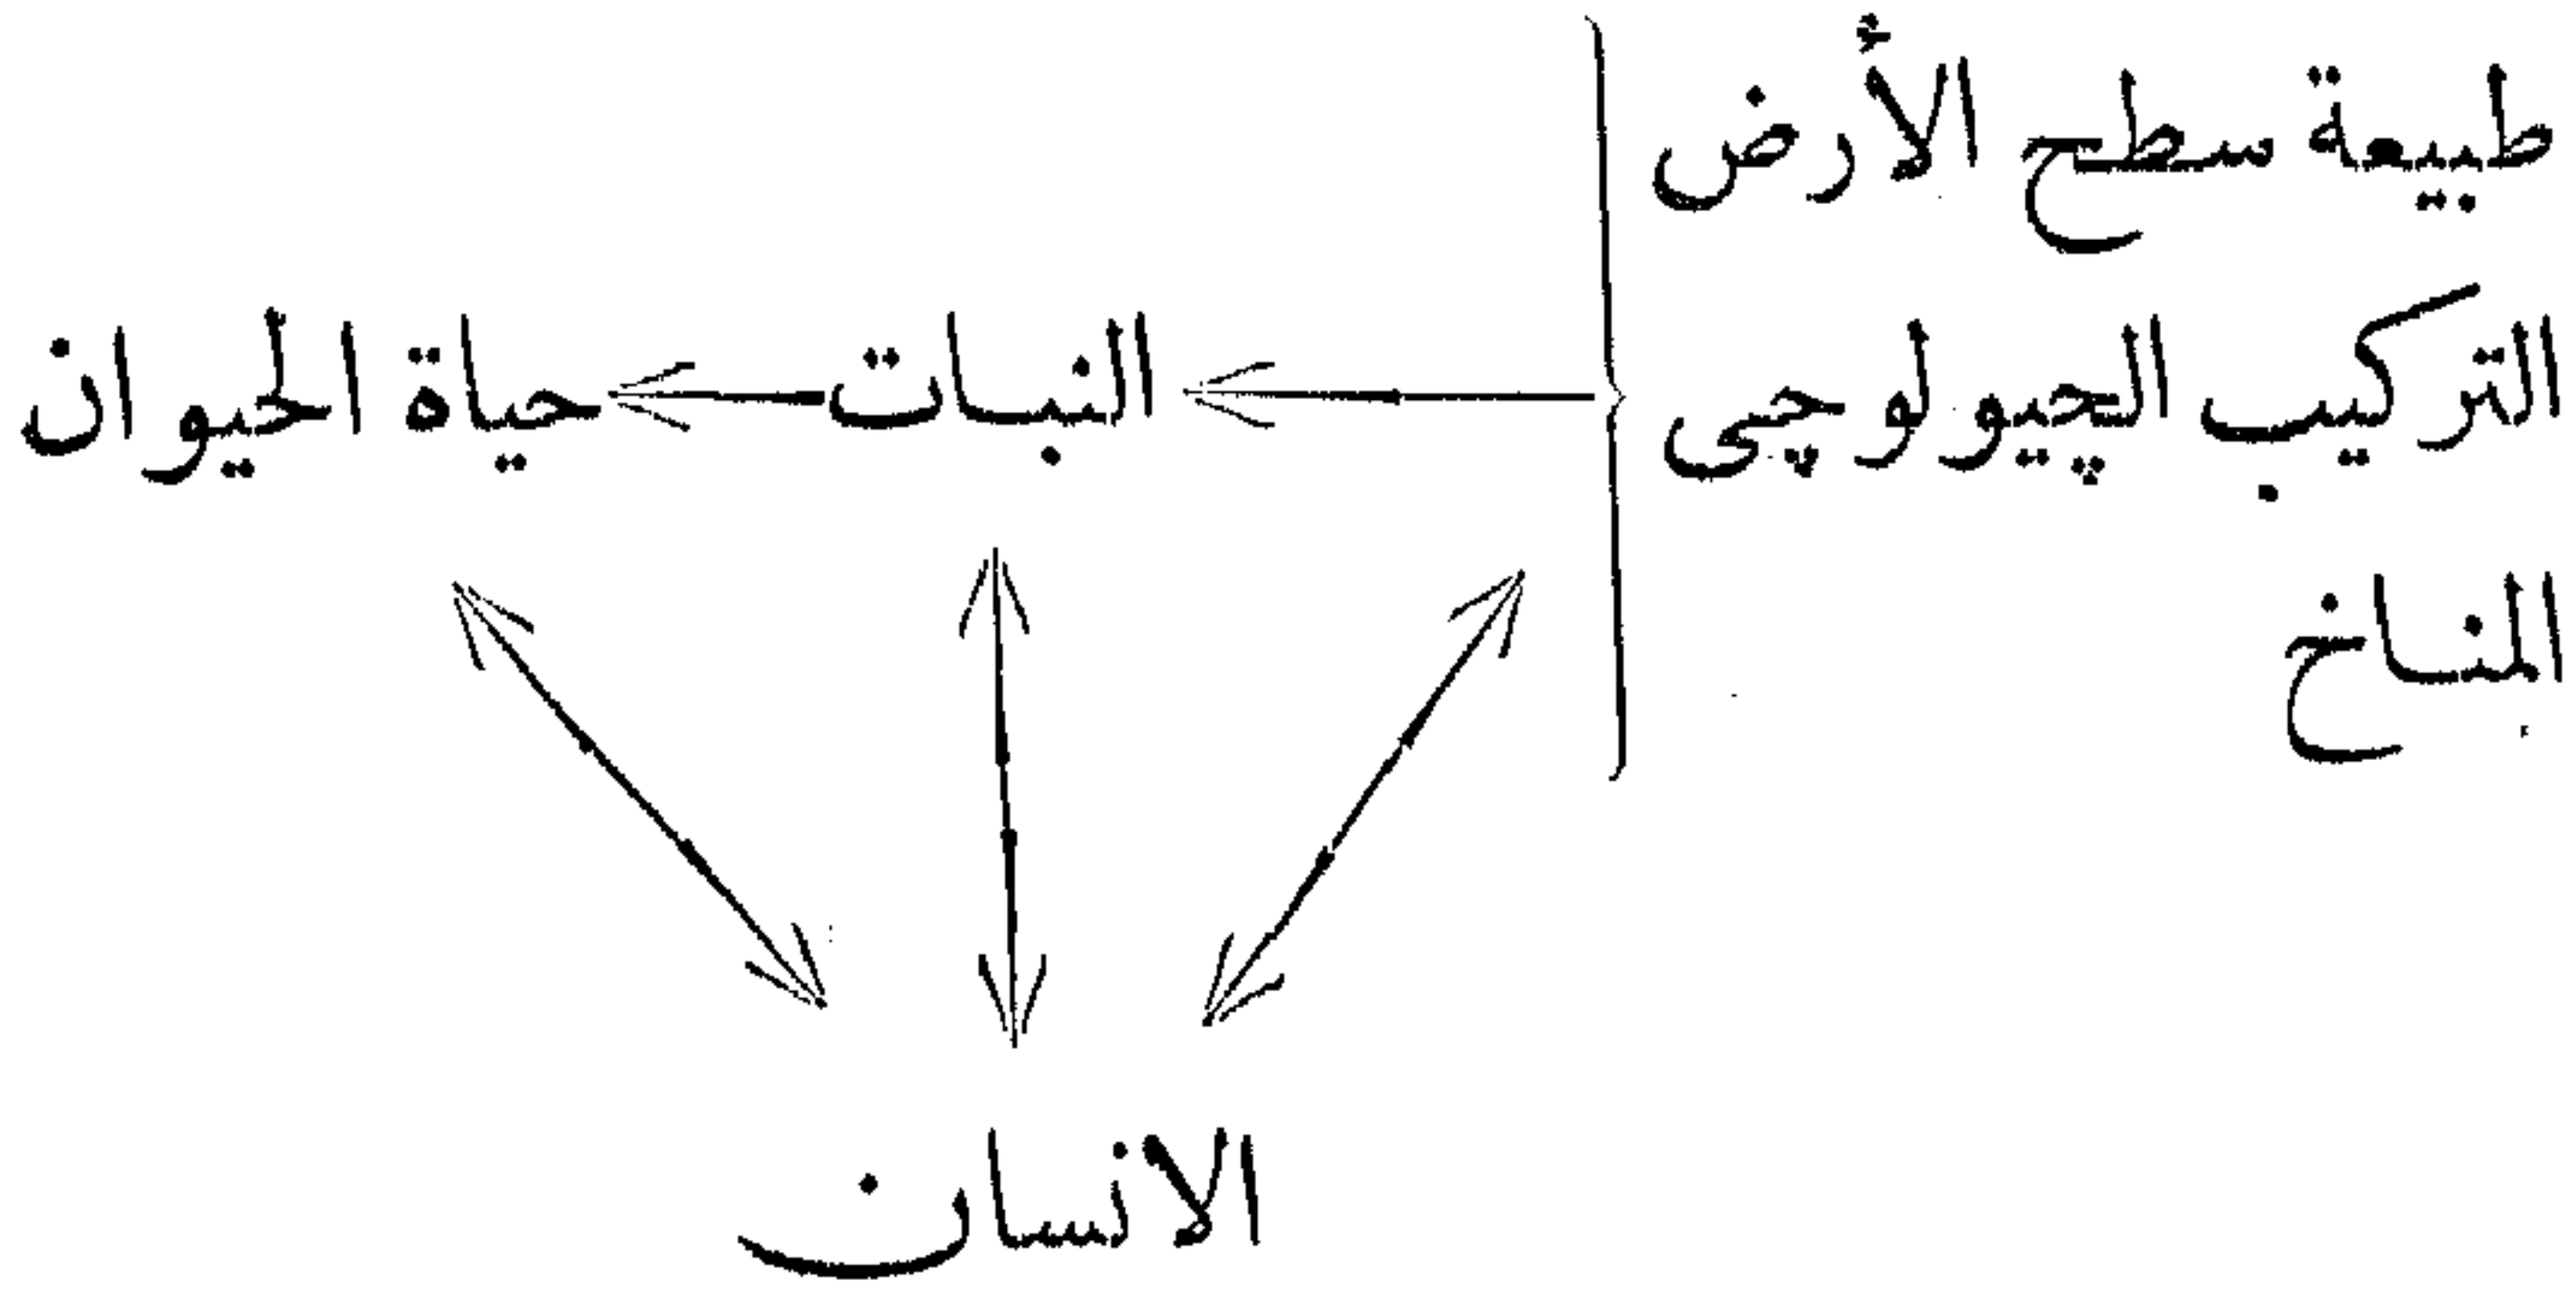 طبيعة سطح الأرض
التركيب الچيولوچى
المناخ
النبات
حياة الحيوان
الانسان